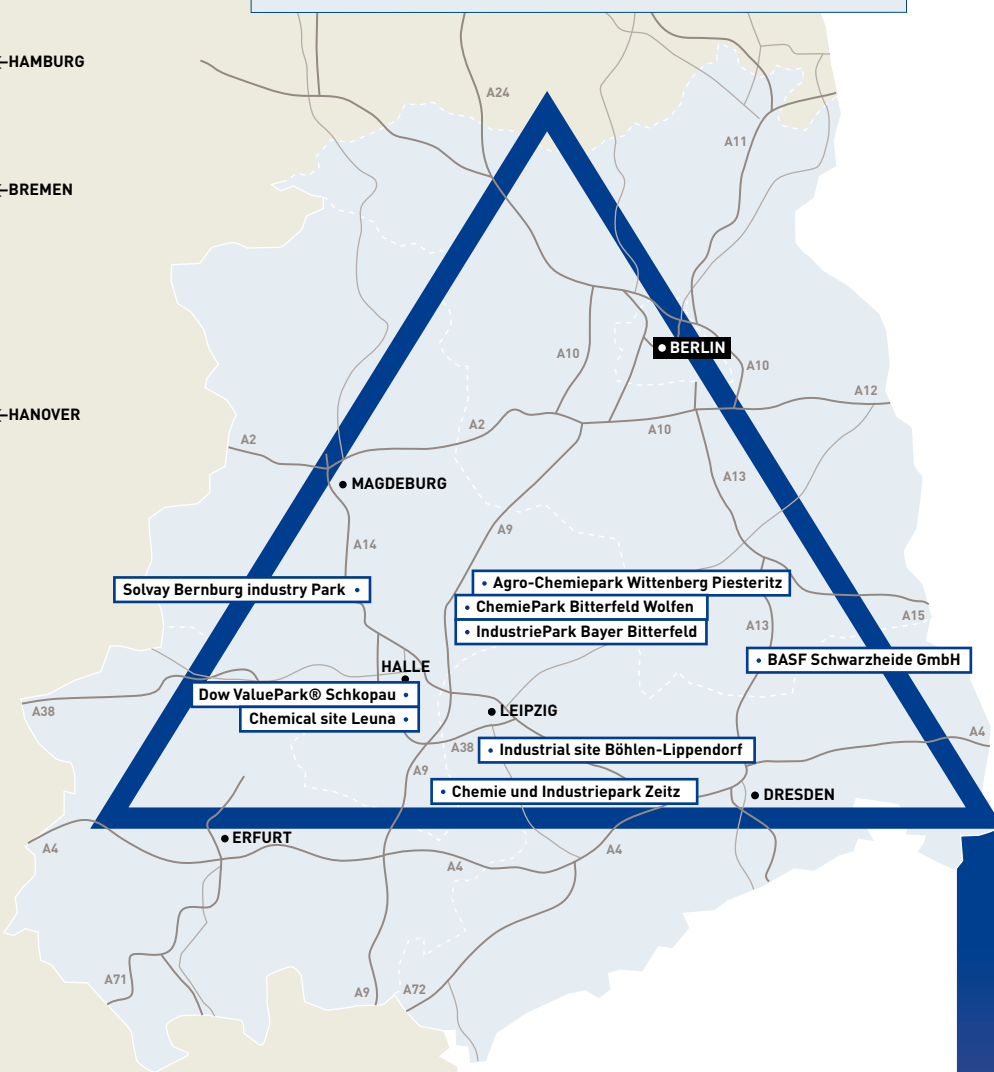 HAMBURG
A24
A11
BREMEN
BERLIN
A10
A10
A12
HANOVER
A2
A10
A2
A13
MAGDEBURG
A9
A14
Solvay Bernburg industry Park •
• Agro-Chemiepark Wittenberg Piesteritz
• ChemiePark Bitterfeld Wolfen
• IndustriePark Bayer Bitterfeld
A15
A13
• BASF Schwarzheide GmbH
HALLE
Dow ValuePark® Schkopau •
Chemical site Leuna •
LEIPZIG
A38
A4
A38
• Industrial site Böhlen-Lippendorf
A9
• Chemie und Industriepark Zeitz
DRESDEN
ERFURT
A4
A4
A4
A71
A9
A72